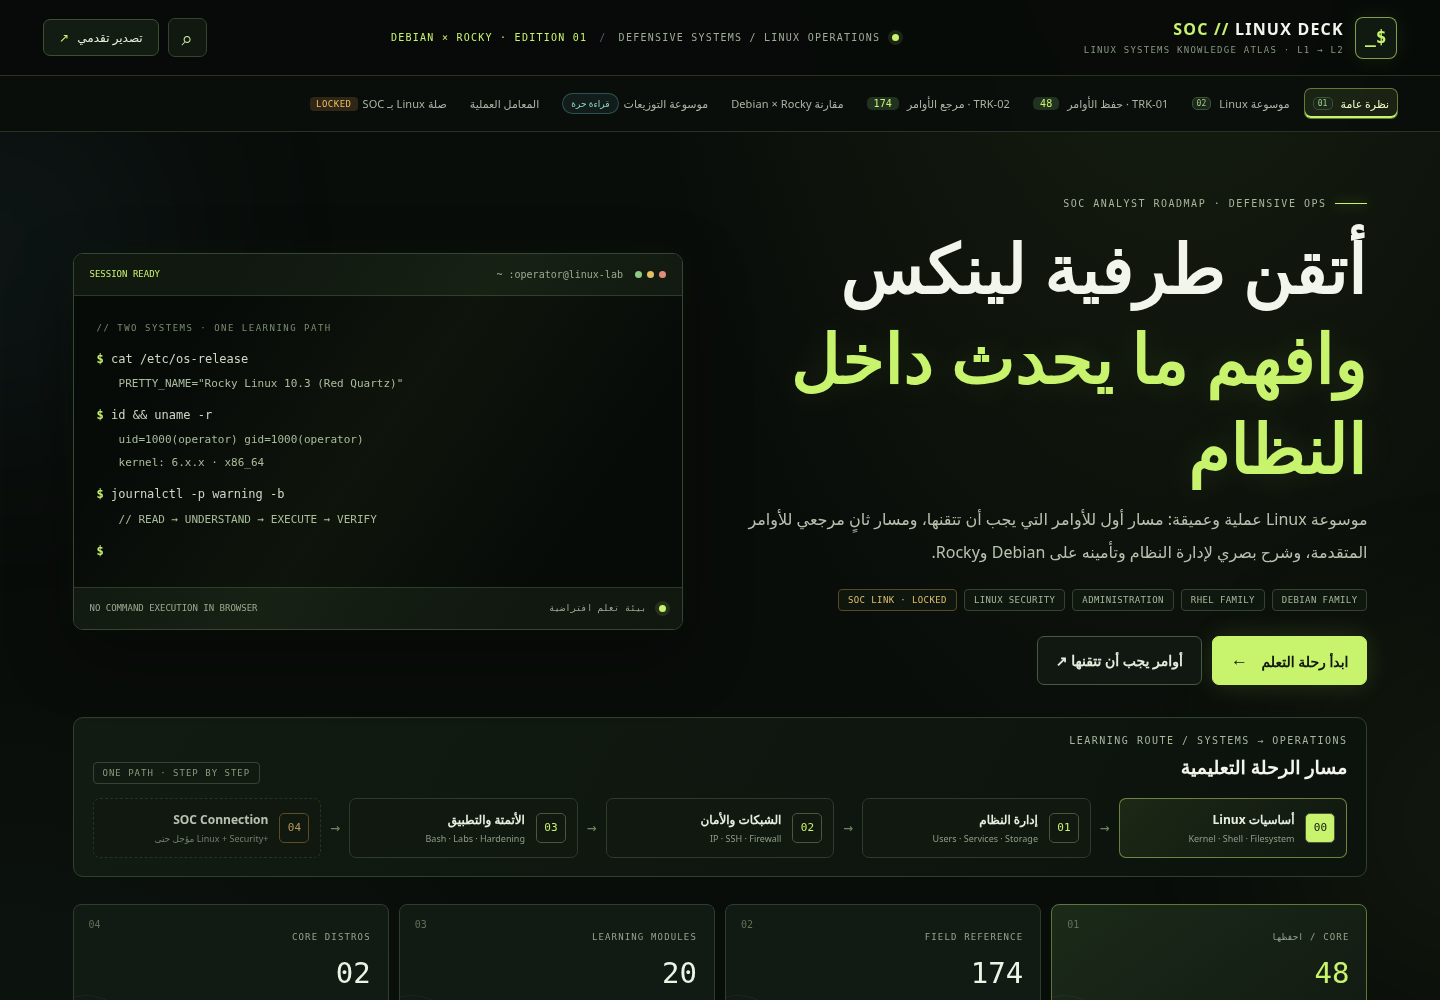 $_
SOC // LINUX DECK
LINUX SYSTEMS KNOWLEDGE ATLAS · L1 → L2
DEBIAN × ROCKY · EDITION 01 / DEFENSIVE SYSTEMS / LINUX OPERATIONS
⌕
تصدير تقدمي ↗
نظرة عامة 01
موسوعة Linux 02
TRK-01 · حفظ الأوامر 48
TRK-02 · مرجع الأوامر 174
مقارنة Debian × Rocky
موسوعة التوزيعات قراءة حرة
المعامل العملية
صلة Linux بـ SOC LOCKED
SOC ANALYST ROADMAP · DEFENSIVE OPS
أتقن طرفية لينكس
وافهم ما يحدث داخل
النظام
موسوعة Linux عملية وعميقة: مسار أول للأوامر التي يجب أن تتقنها، ومسار ثانٍ مرجعي للأوامر
المتقدمة، وشرح بصري لإدارة النظام وتأمينه على Debian وRocky.
DEBIAN FAMILY
RHEL FAMILY
ADMINISTRATION
LINUX SECURITY
SOC LINK · LOCKED
ابدأ رحلة التعلم ←
أوامر يجب أن تتقنها ↗
~ :operator@linux-lab
SESSION READY
// TWO SYSTEMS · ONE LEARNING PATH
$ cat /etc/os-release
PRETTY_NAME="Rocky Linux 10.3 (Red Quartz)"
$ id && uname -r
uid=1000(operator) gid=1000(operator)
kernel: 6.x.x · x86_64
$ journalctl -p warning -b
// READ → UNDERSTAND → EXECUTE → VERIFY
$
بيئة تعلم افتراضية
NO COMMAND EXECUTION IN BROWSER
LEARNING ROUTE / SYSTEMS → OPERATIONS
مسار الرحلة التعليمية
ONE PATH · STEP BY STEP
00
أساسيات Linux
Kernel · Shell · Filesystem
→
01
إدارة النظام
Users · Services · Storage
→
02
الشبكات والأمان
IP · SSH · Firewall
→
03
الأتمتة والتطبيق
Bash · Labs · Hardening
→
04
SOC Connection
مؤجل حتى Linux + Security+
01
احفظها / CORE
48
02
FIELD REFERENCE
174
03
LEARNING MODULES
20
04
CORE DISTROS
02